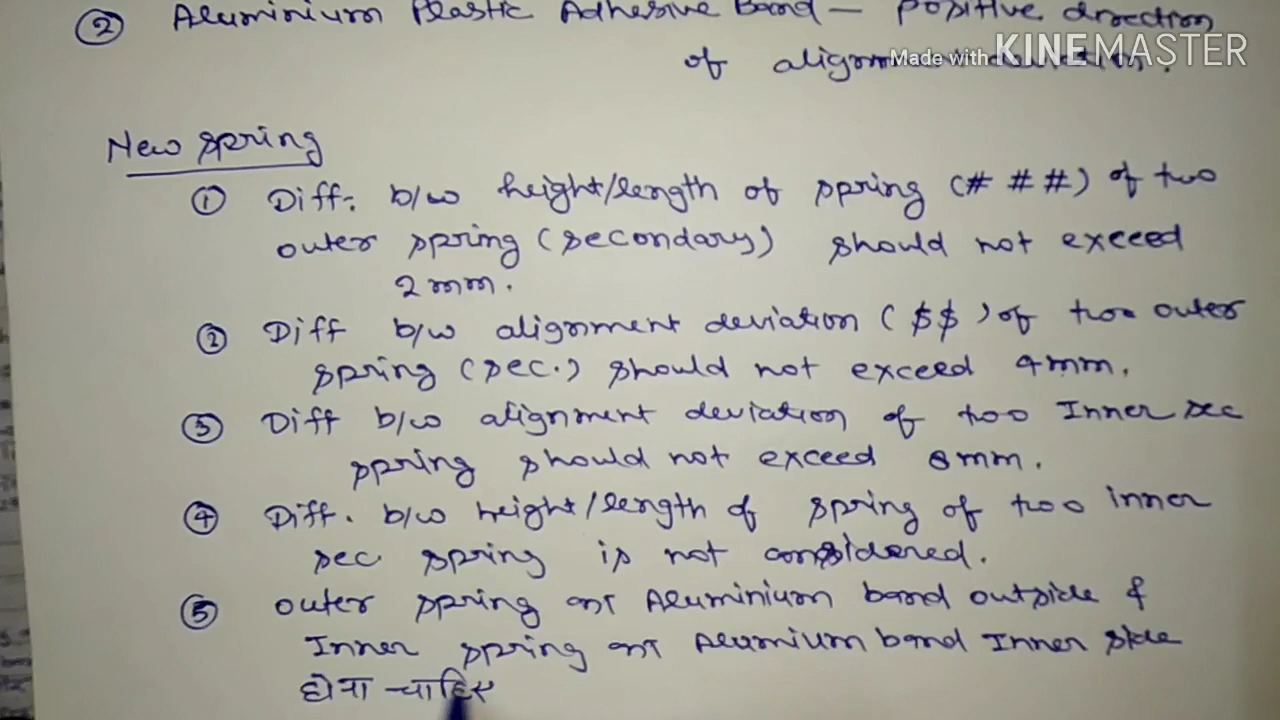 ② Aluminium Plastic Adhesive Band – Positive direction
of alignment deviation.
Made with KINEMASTER
New spring
① Diff. b/w height/length of spring (# # #) of two
outer spring (secondary) should not exceed
2mm.
② Diff b/w alignment deviation ($$) of two outer
spring (sec.) should not exceed 4mm.
③ Diff b/w alignment deviation of two Inner sec
spring should not exceed 8mm.
④ Diff. b/w height/length of spring of two inner
sec spring is not considered.
⑤ outer spring का Aluminium band outside &
Inner spring का Alumium band Inner side
होना चाहिए